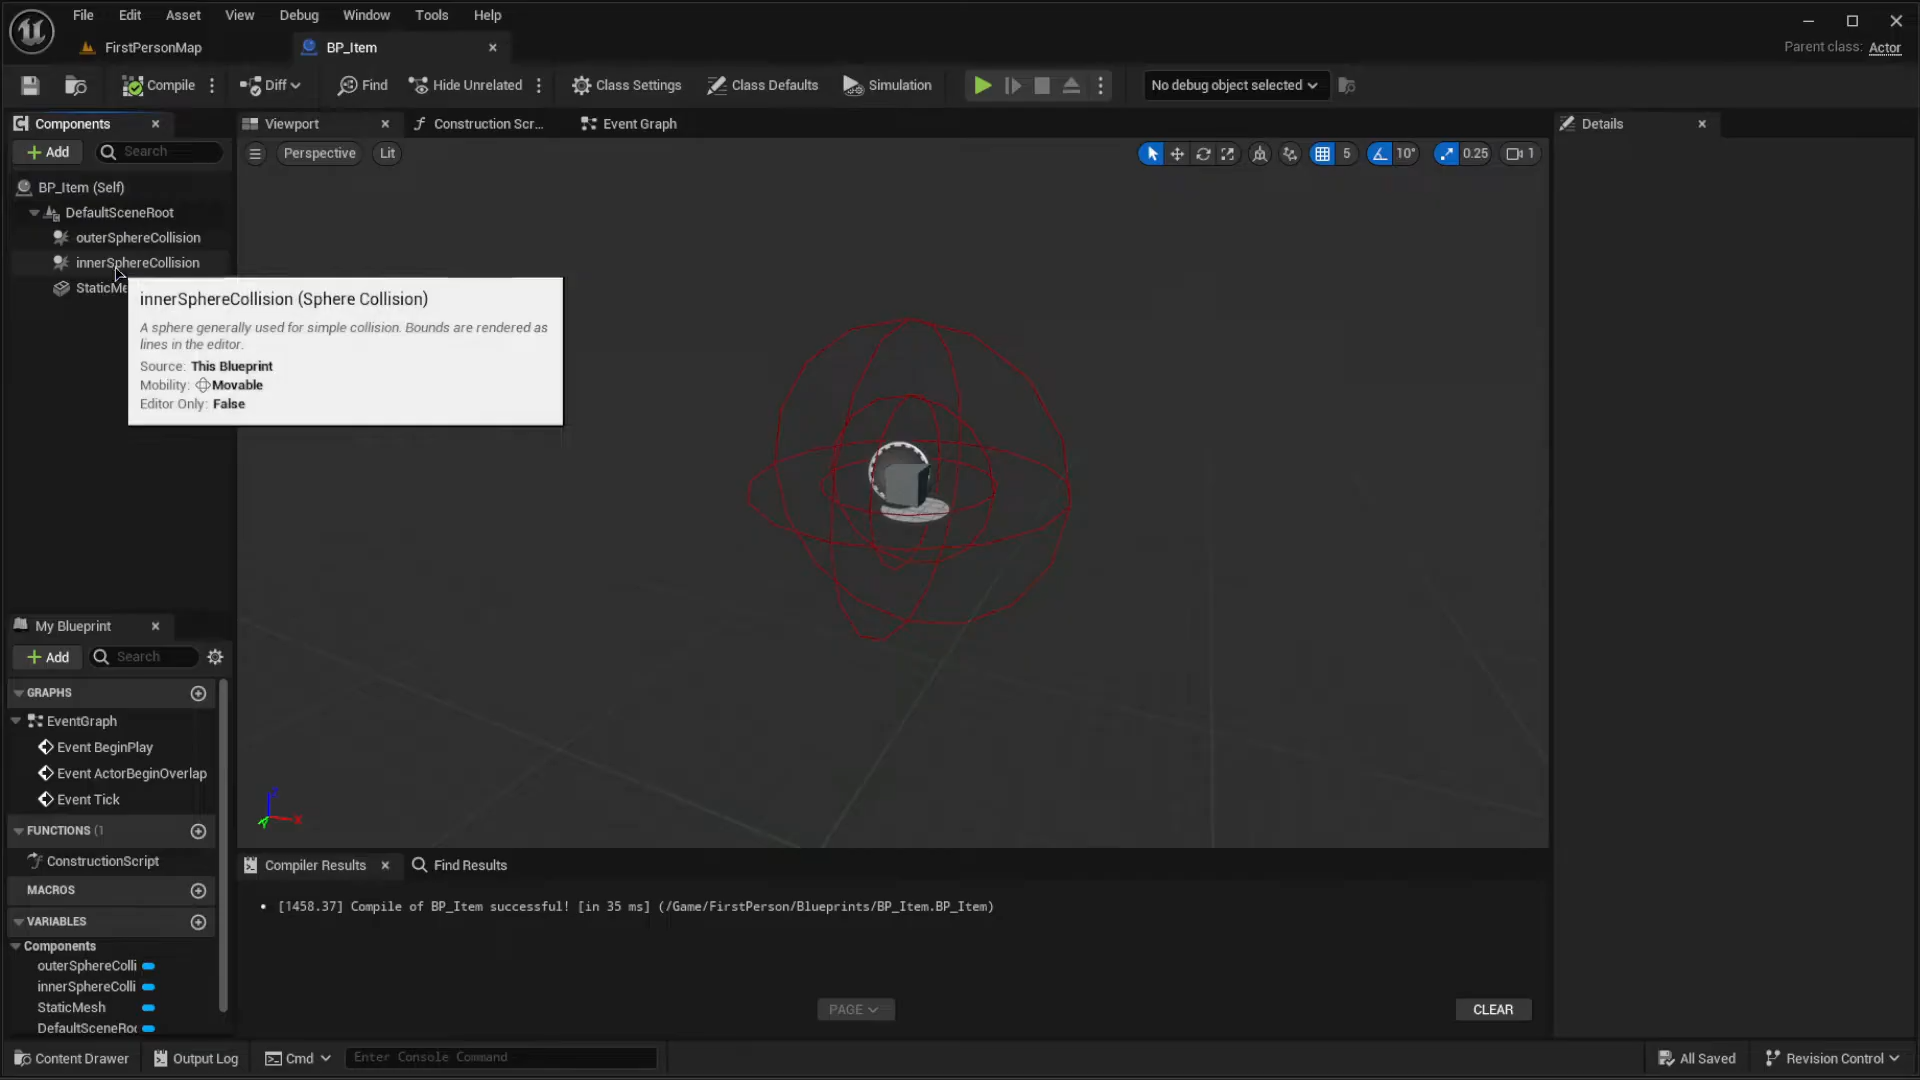 File Edit Asset View Debug Window Tools Help
FirstPersonMap
BP_Item
Parent class: Actor
Compile
Diff
Find
Hide Unrelated
Class Settings
Class Defaults
Simulation
No debug object selected
Components
Viewport
Construction Scr...
Event Graph
Details
Add
Search
Perspective
Lit
5
10°
0.25
1
BP_Item (Self)
DefaultSceneRoot
outerSphereCollision
innerSphereCollision
StaticMe
innerSphereCollision (Sphere Collision)
A sphere generally used for simple collision. Bounds are rendered as
lines in the editor.
Source: This Blueprint
Mobility: Movable
Editor Only: False
My Blueprint
Add
Search
GRAPHS
EventGraph
Event BeginPlay
Event ActorBeginOverlap
Event Tick
FUNCTIONS (1
ConstructionScript
MACROS
VARIABLES
Components
outerSphereColli
innerSphereColli
StaticMesh
DefaultSceneRoo
Z
X
Y
Compiler Results
Find Results
[1458.37] Compile of BP_Item successful! [in 35 ms] (/Game/FirstPerson/Blueprints/BP_Item.BP_Item)
PAGE
CLEAR
Content Drawer
Output Log
Cmd
Enter Console Command
All Saved
Revision Control